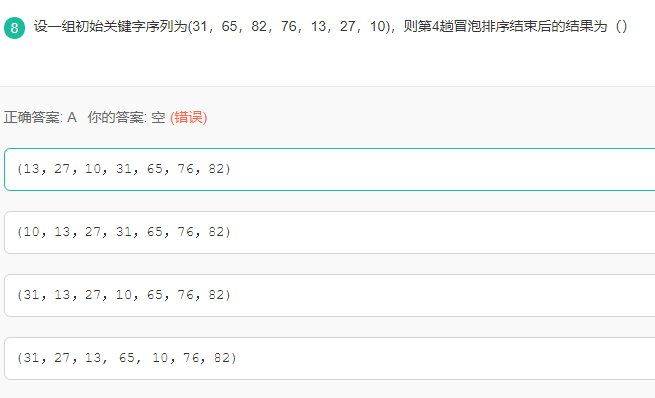 8 设一组初始关键字序列为(31，65，82，76，13，27，10)，则第4趟冒泡排序结束后的结果为（）
正确答案: A 你的答案: 空 (错误)
(13，27，10，31，65，76，82)
(10，13，27，31，65，76，82)
(31，13，27，10，65，76，82)
(31，27，13， 65， 10，76，82)